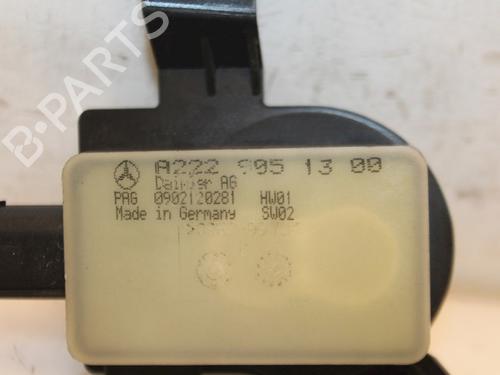 B-PARTS
A222 905 13 00
Daimler AG
PAG 0902120281 HW01
Made in Germany SW02